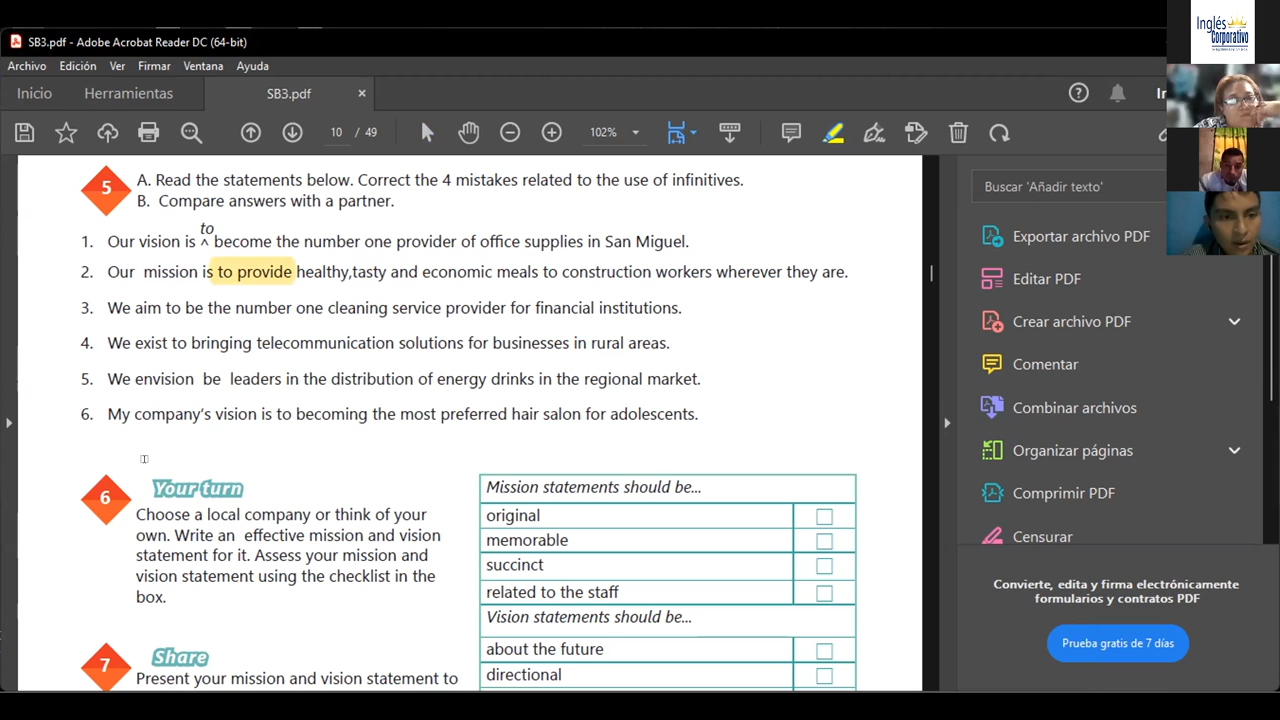 SB3.pdf - Adobe Acrobat Reader DC (64-bit)
Archivo Edición Ver Firmar Ventana Ayuda
Inicio Herramientas SB3.pdf ×
10 / 49 102%
Inglés
Corporativo
5
A. Read the statements below. Correct the 4 mistakes related to the use of infinitives.
B. Compare answers with a partner.
to
1. Our vision is ^ become the number one provider of office supplies in San Miguel.
2. Our mission is to provide healthy,tasty and economic meals to construction workers wherever they are.
3. We aim to be the number one cleaning service provider for financial institutions.
4. We exist to bringing telecommunication solutions for businesses in rural areas.
5. We envision be leaders in the distribution of energy drinks in the regional market.
6. My company's vision is to becoming the most preferred hair salon for adolescents.
6
Your turn
Choose a local company or think of your
own. Write an effective mission and vision
statement for it. Assess your mission and
vision statement using the checklist in the
box.
7
Share
Present your mission and vision statement to
Mission statements should be...
original
memorable
succinct
related to the staff
Vision statements should be...
about the future
directional
Buscar 'Añadir texto'
Exportar archivo PDF
Editar PDF
Crear archivo PDF
Comentar
Combinar archivos
Organizar páginas
Comprimir PDF
Censurar
Convierte, edita y firma electrónicamente
formularios y contratos PDF
Prueba gratis de 7 días